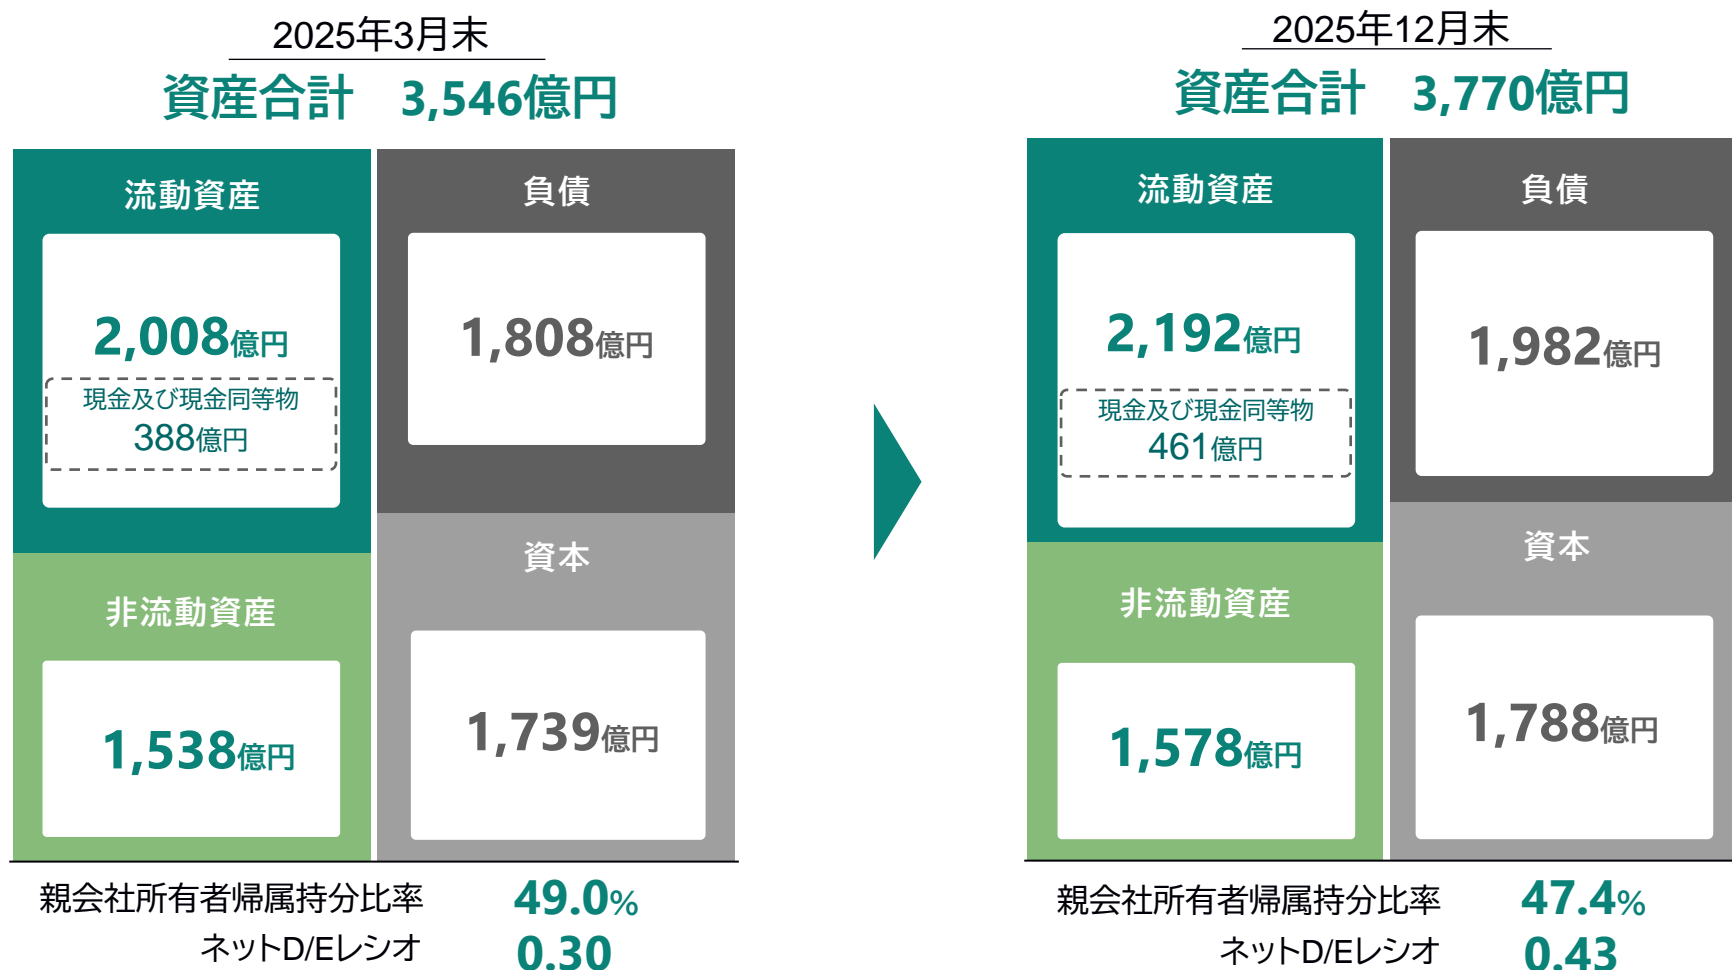 2025年3月末
資産合計 3,546億円
流動資産
2,008億円
現金及び現金同等物
388億円
非流動資産
1,538億円
負債
1,808億円
資本
1,739億円
親会社所有者帰属持分比率 49.0%
ネットD/Eレシオ 0.30
2025年12月末
資産合計 3,770億円
流動資産
2,192億円
現金及び現金同等物
461億円
非流動資産
1,578億円
負債
1,982億円
資本
1,788億円
親会社所有者帰属持分比率 47.4%
ネットD/Eレシオ 0.43